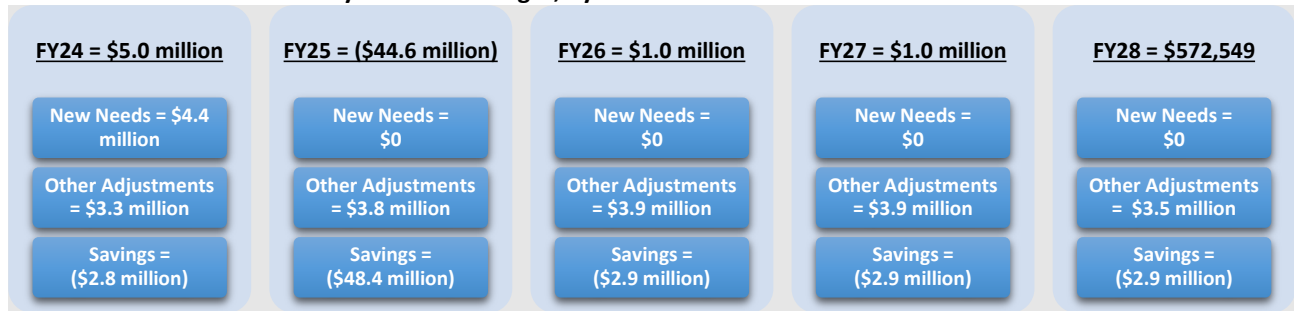 FY24 = $5.0 million
New Needs = $4.4
million
Other Adjustments
= $3.3 million
Savings =
($2.8 million)
FY25 = ($44.6 million)
New Needs =
$0
Other Adjustments
= $3.8 million
Savings =
($48.4 million)
FY26 = $1.0 million
New Needs =
$0
Other Adjustments
= $3.9 million
Savings =
($2.9 million)
FY27 = $1.0 million
New Needs =
$0
Other Adjustments
= $3.9 million
Savings =
($2.9 million)
FY28 = $572,549
New Needs =
$0
Other Adjustments
= $3.5 million
Savings =
($2.9 million)